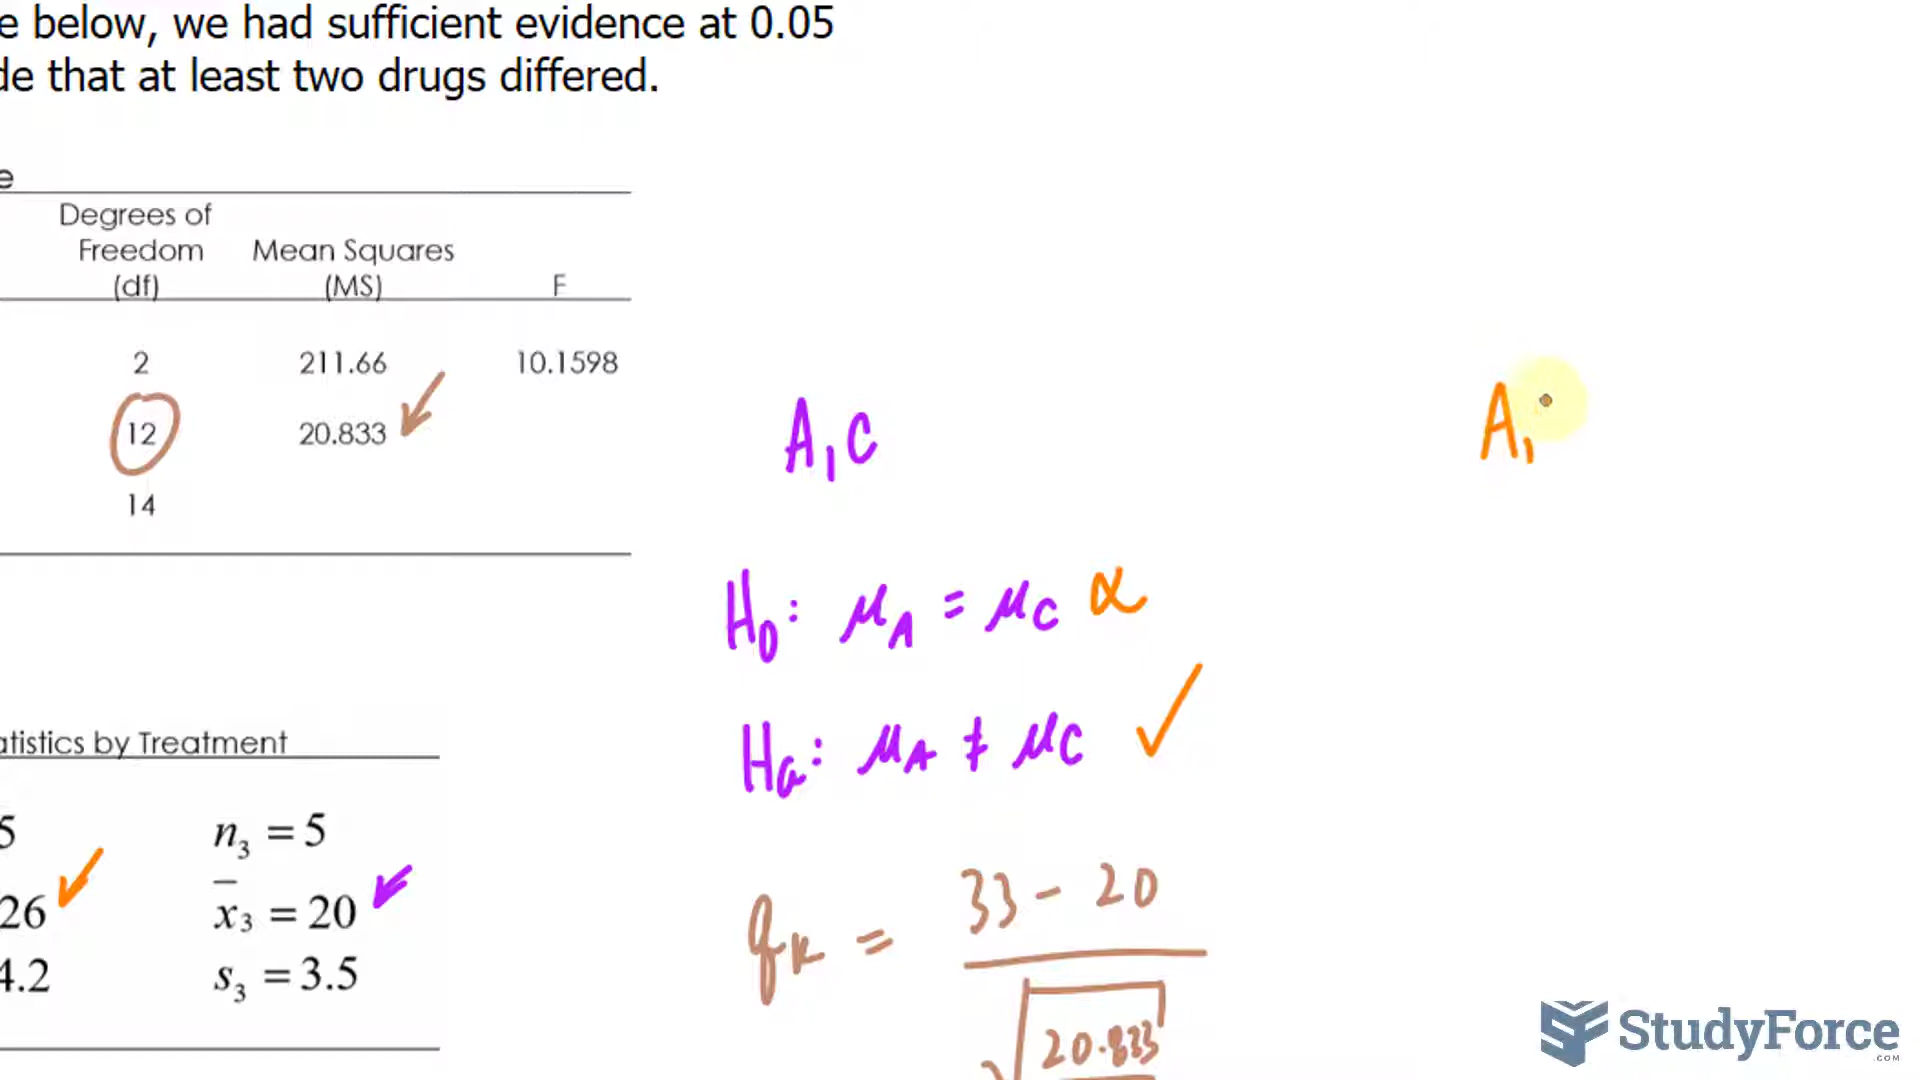 e below, we had sufficient evidence at 0.05
de that at least two drugs differed.
e
Degrees of
Freedom
(df)
Mean Squares
(MS)
F
2 211.66 10.1598
12 20.833
14
A, C
A,
H₀: μA = μC α
Hₐ: μA ≠ μC ✓
atistics by Treatment
5 n₃ = 5
26 x̄₃ = 20
4.2 s₃ = 3.5
qK = 33 - 20
√20.833
StudyForce
.COM